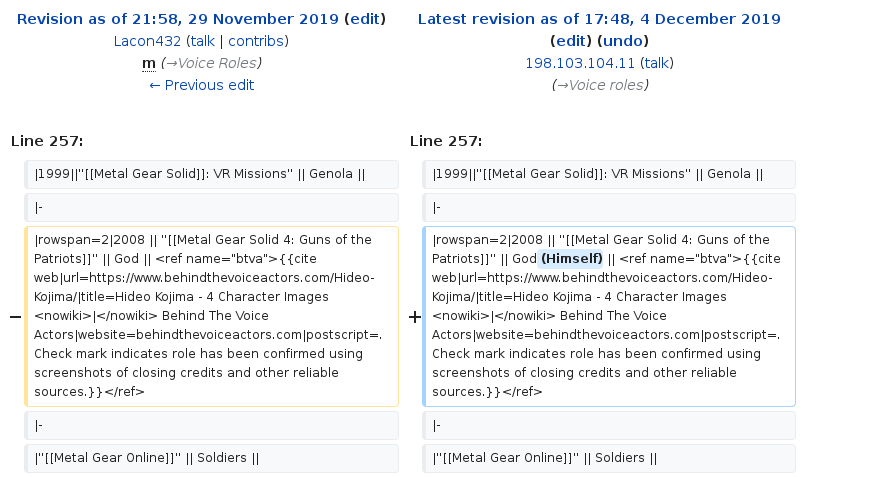 Revision as of 21:58, 29 November 2019 (edit)
Lacon432 (talk | contribs)
m (→Voice Roles)
← Previous edit
Latest revision as of 17:48, 4 December 2019
(edit) (undo)
198.103.104.11 (talk)
(→Voice roles)
Line 257:
Line 257:
|1999||''[[Metal Gear Solid]]: VR Missions'' || Genola ||
|1999||''[[Metal Gear Solid]]: VR Missions'' || Genola ||
|-
|-
−
|rowspan=2|2008 || ''[[Metal Gear Solid 4: Guns of the
Patriots]]'' || God || <ref name="btva">{{cite
web|url=https://www.behindthevoiceactors.com/Hideo-
Kojima/|title=Hideo Kojima - 4 Character Images
<nowiki>|</nowiki> Behind The Voice
Actors|website=behindthevoiceactors.com|postscript=.
Check mark indicates role has been confirmed using
screenshots of closing credits and other reliable
sources.}}</ref>
+
|rowspan=2|2008 || ''[[Metal Gear Solid 4: Guns of the
Patriots]]'' || God (Himself) || <ref name="btva">{{cite
web|url=https://www.behindthevoiceactors.com/Hideo-
Kojima/|title=Hideo Kojima - 4 Character Images
<nowiki>|</nowiki> Behind The Voice
Actors|website=behindthevoiceactors.com|postscript=.
Check mark indicates role has been confirmed using
screenshots of closing credits and other reliable
sources.}}</ref>
|-
|-
|''[[Metal Gear Online]]'' || Soldiers ||
|''[[Metal Gear Online]]'' || Soldiers ||